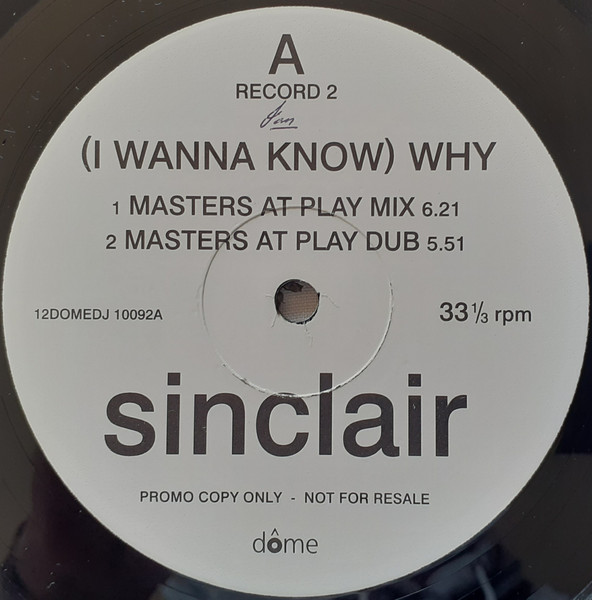 A
RECORD 2
(I WANNA KNOW) WHY
1 MASTERS AT PLAY MIX 6.21
2 MASTERS AT PLAY DUB 5.51
12DOMEDJ 10092A
33 1/3 rpm
sinclair
PROMO COPY ONLY - NOT FOR RESALE
dôme